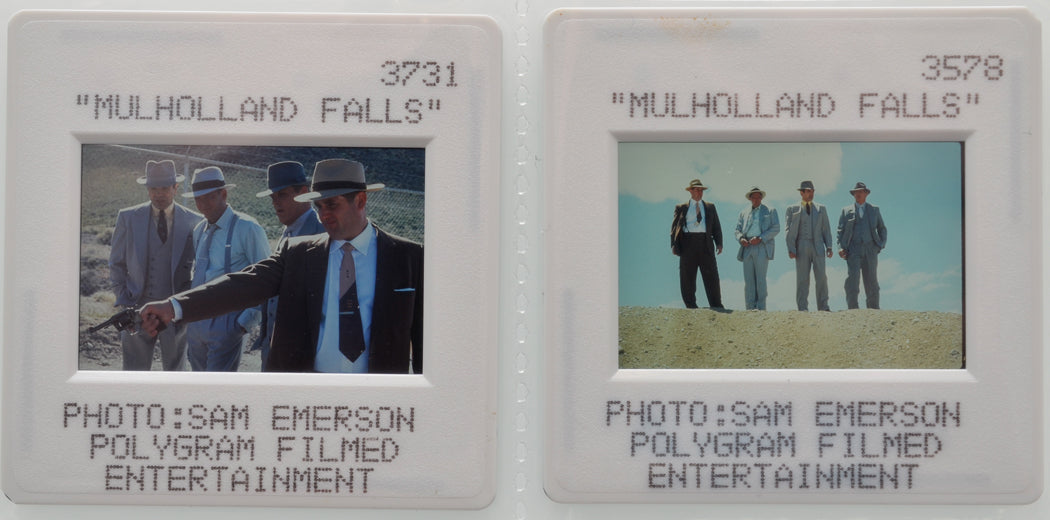 3731
"MULHOLLAND FALLS"
PHOTO:SAM EMERSON
POLYGRAM FILMED
ENTERTAINMENT
3578
"MULHOLLAND FALLS"
PHOTO:SAM EMERSON
POLYGRAM FILMED
ENTERTAINMENT